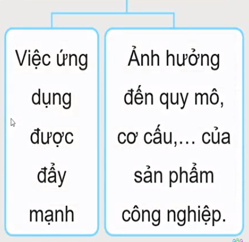 Việc ứng
dụng
được
đẩy
mạnh
Ảnh hưởng
đến quy mô,
cơ cấu,... của
sản phẩm
công nghiệp.